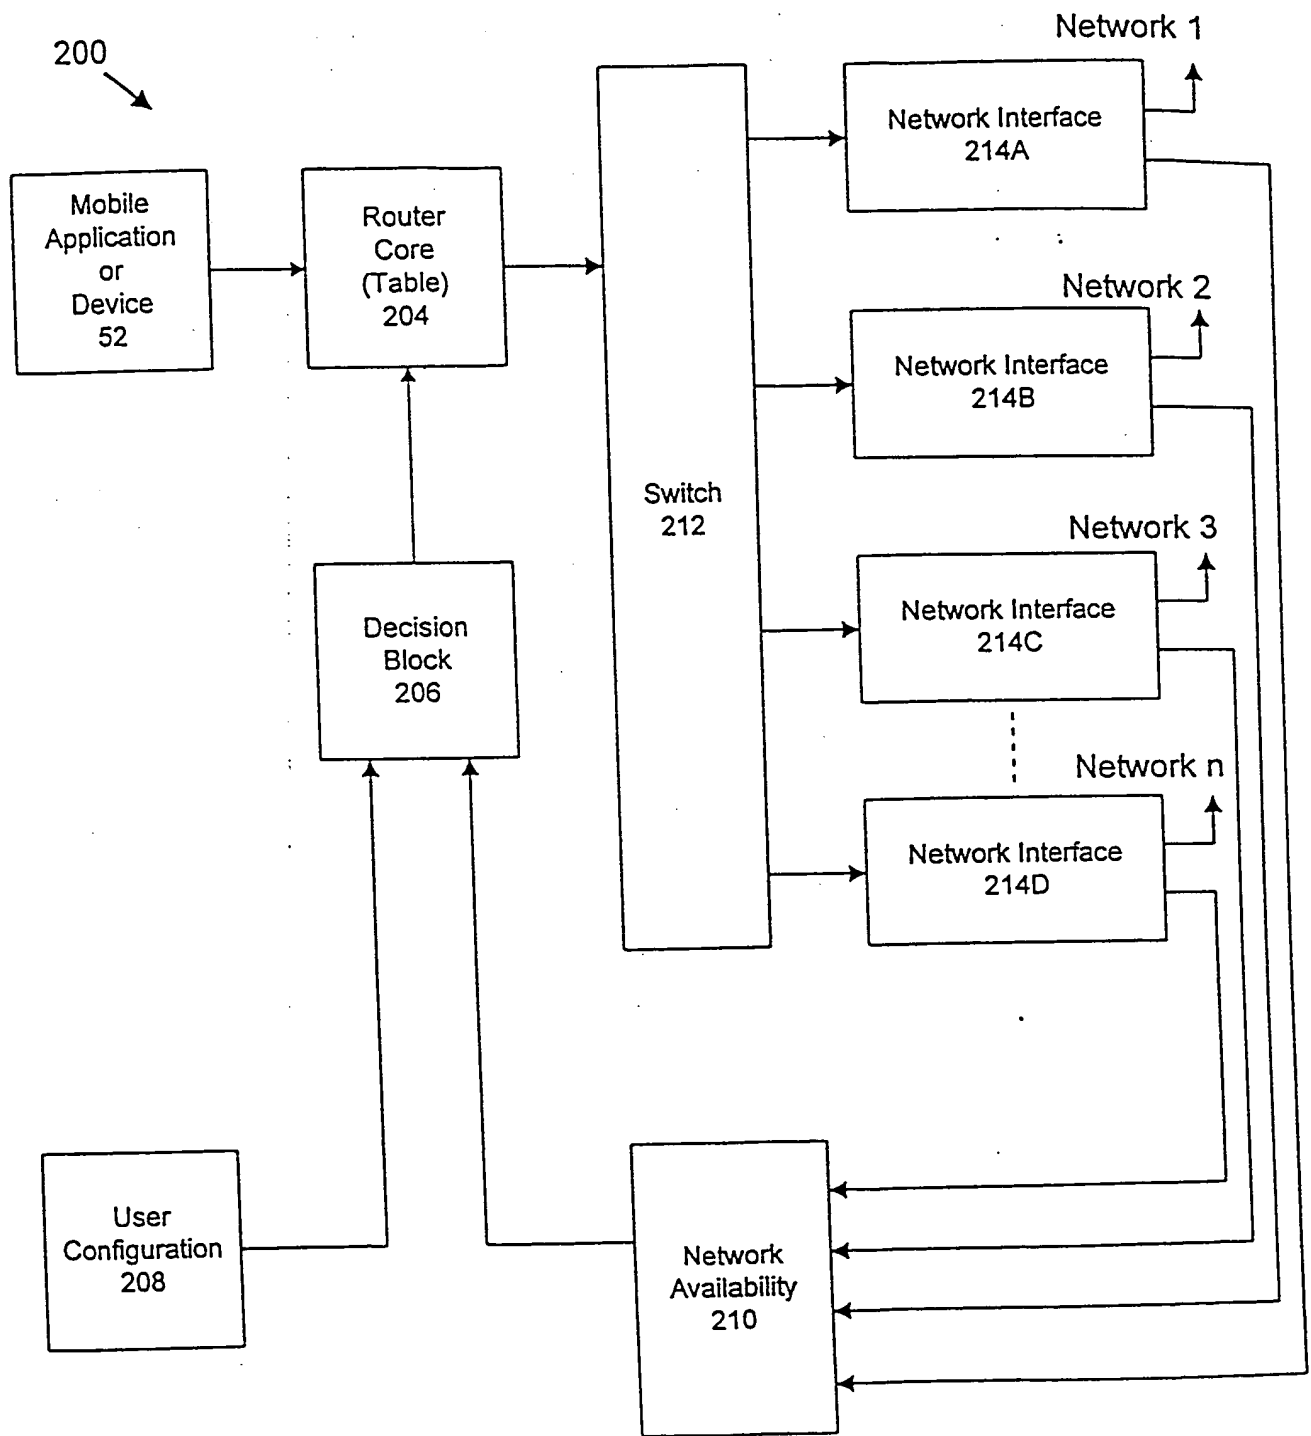 200
Network 1
Network Interface
214A
Mobile
Application
or
Device
52
Router
Core
(Table)
204
Network 2
Network Interface
214B
Switch
212
Network 3
Network Interface
214C
Decision
Block
206
Network n
Network Interface
214D
User
Configuration
208
Network
Availability
210